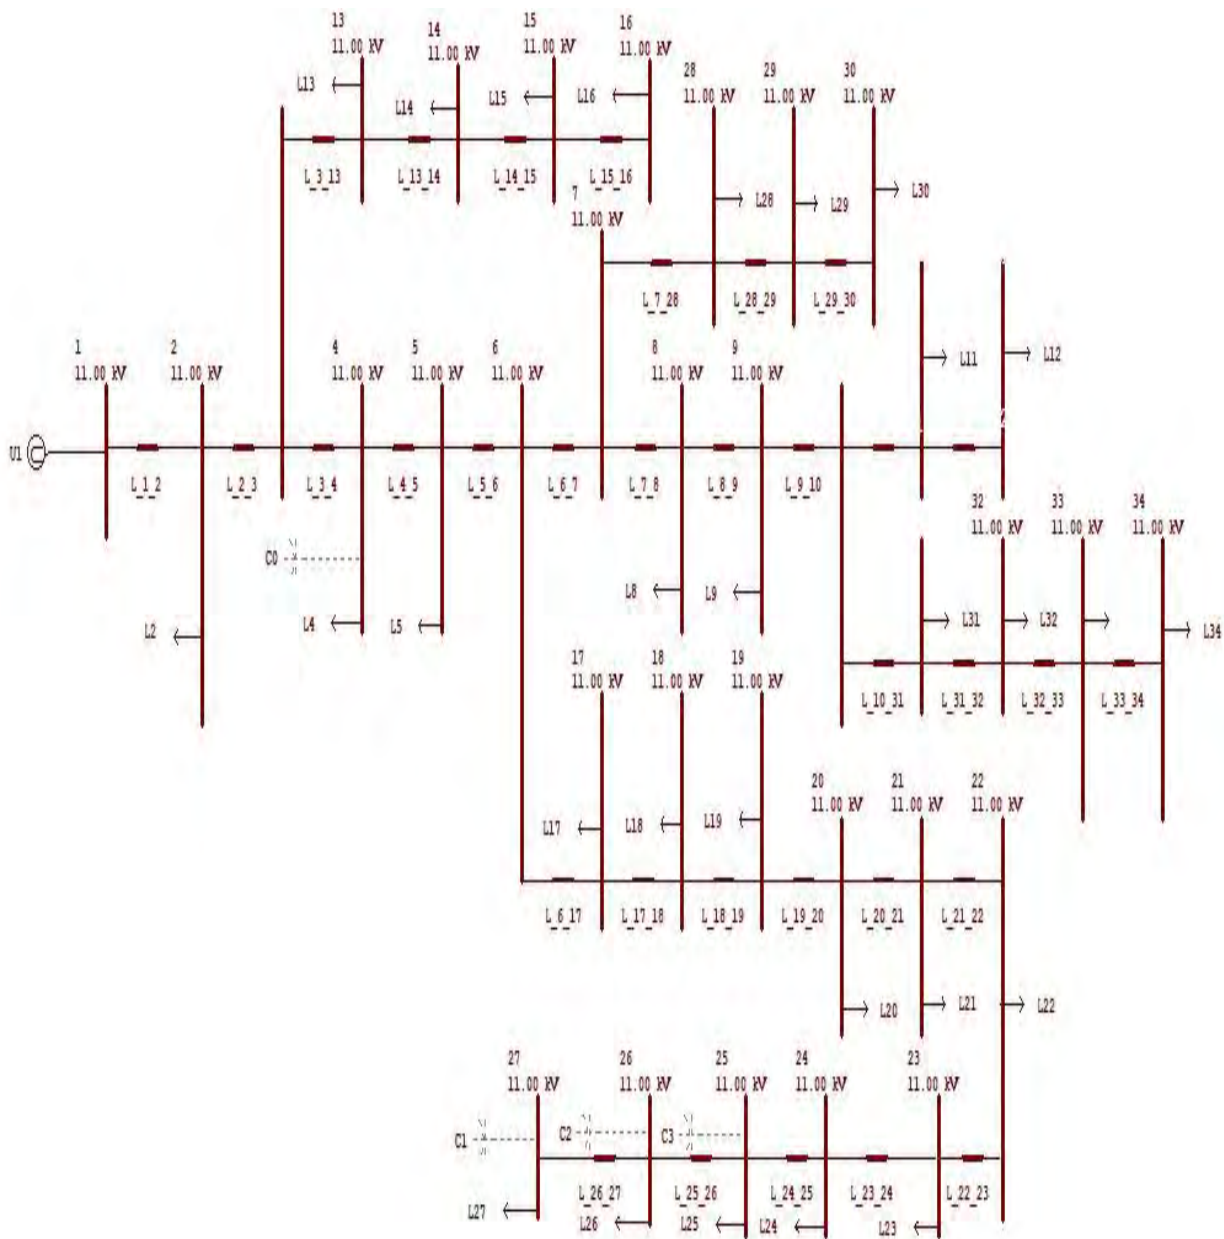 13
11.00 kV
14
11.00 kV
15
11.00 kV
16
11.00 kV
L13
L14
L15
L16
L_3_13
L_13_14
L_14_15
L_15_16
28
11.00 kV
29
11.00 kV
30
11.00 kV
7
11.00 kV
L28
L29
L30
L_7_28
L_28_29
L_29_30
1
11.00 kV
2
11.00 kV
4
11.00 kV
5
11.00 kV
6
11.00 kV
8
11.00 kV
9
11.00 kV
L11
L12
U1
L_1_2
L_2_3
L_3_4
L_4_5
L_5_6
L_6_7
L_7_8
L_8_9
L_9_10
C0
L2
L4
L5
L8
L9
32
11.00 kV
33
11.00 kV
34
11.00 kV
L31
L32
L34
L_10_31
L_31_32
L_32_33
L_33_34
17
11.00 kV
18
11.00 kV
19
11.00 kV
L17
L18
L19
20
11.00 kV
21
11.00 kV
22
11.00 kV
L_6_17
L_17_18
L_18_19
L_19_20
L_20_21
L_21_22
L20
L21
L22
27
11.00 kV
26
11.00 kV
25
11.00 kV
24
11.00 kV
23
11.00 kV
C1
C2
C3
L_26_27
L_25_26
L_24_25
L_23_24
L_22_23
L27
L26
L25
L24
L23